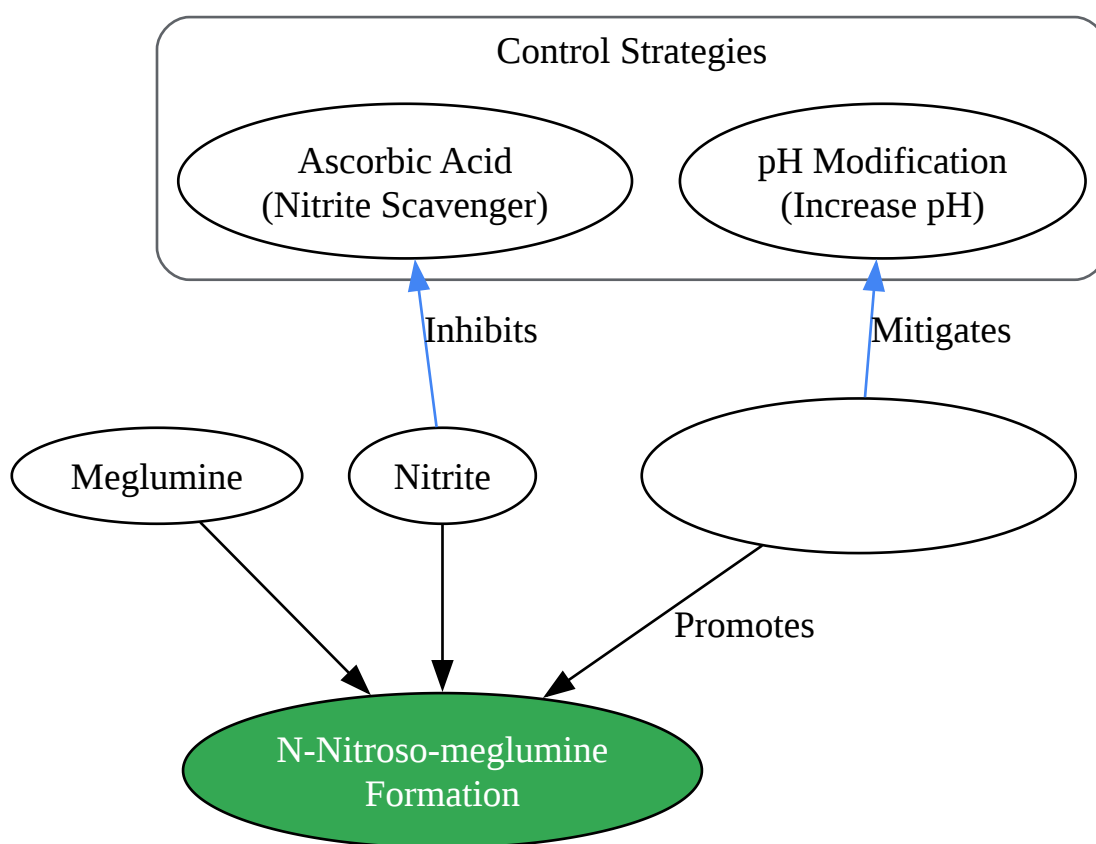 Control Strategies
Ascorbic Acid
(Nitrite Scavenger)
pH Modification
(Increase pH)
Inhibits
Mitigates
Meglumine
Nitrite
Promotes
N-Nitroso-meglumine
Formation